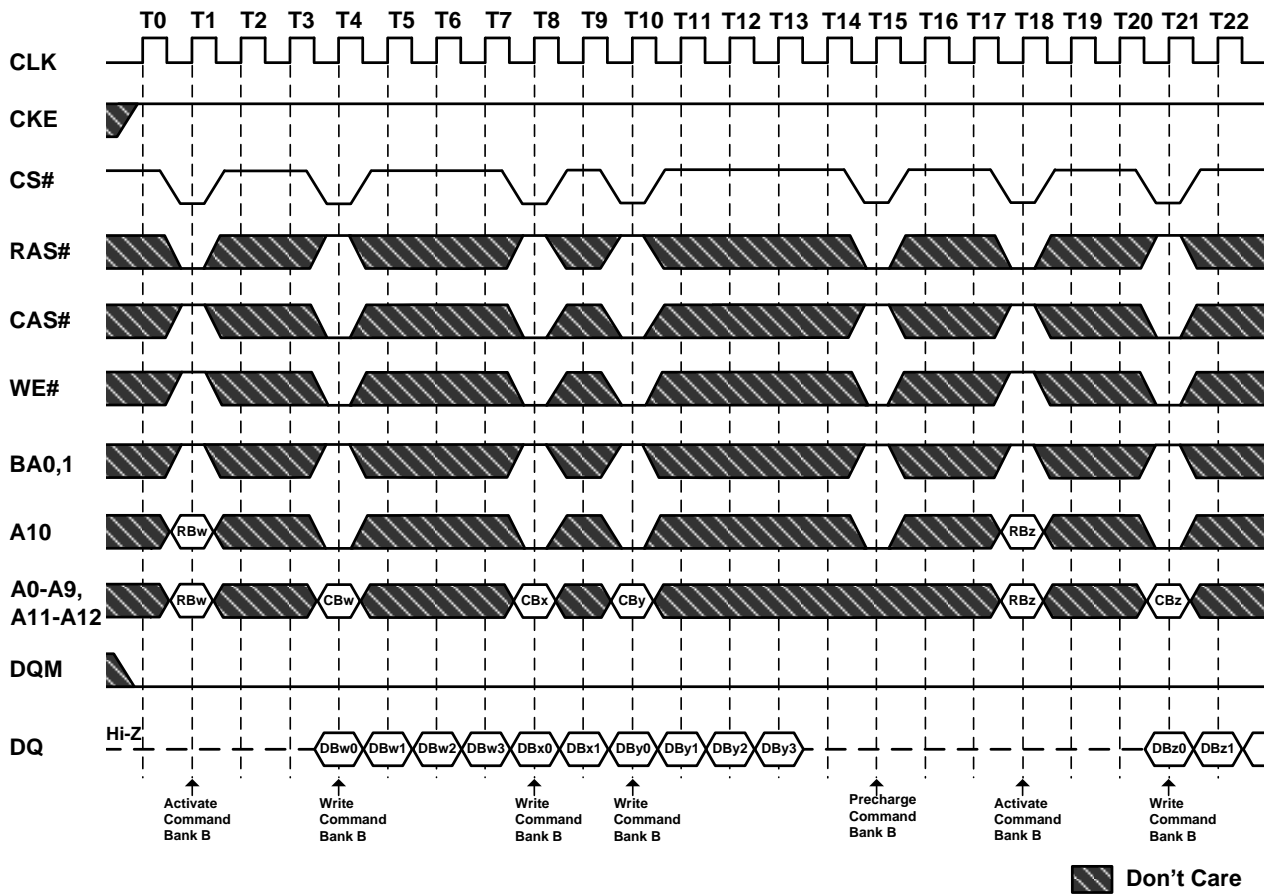 T0 T1 T2 T3 T4 T5 T6 T7 T8 T9 T10 T11 T12 T13 T14 T15 T16 T17 T18 T19 T20 T21 T22
CLK
CKE
CS#
RAS#
CAS#
WE#
BA0,1
A10 RBw RBz
A0-A9,
A11-A12 RBw CBw CBx CBy RBz CBz
DQM
DQ Hi-Z DBw0 DBw1 DBw2 DBw3 DBx0 DBx1 DBy0 DBy1 DBy2 DBy3 DBz0 DBz1
Activate
Command
Bank B
Write
Command
Bank B
Write
Command
Bank B
Write
Command
Bank B
Precharge
Command
Bank B
Activate
Command
Bank B
Write
Command
Bank B
Don't Care